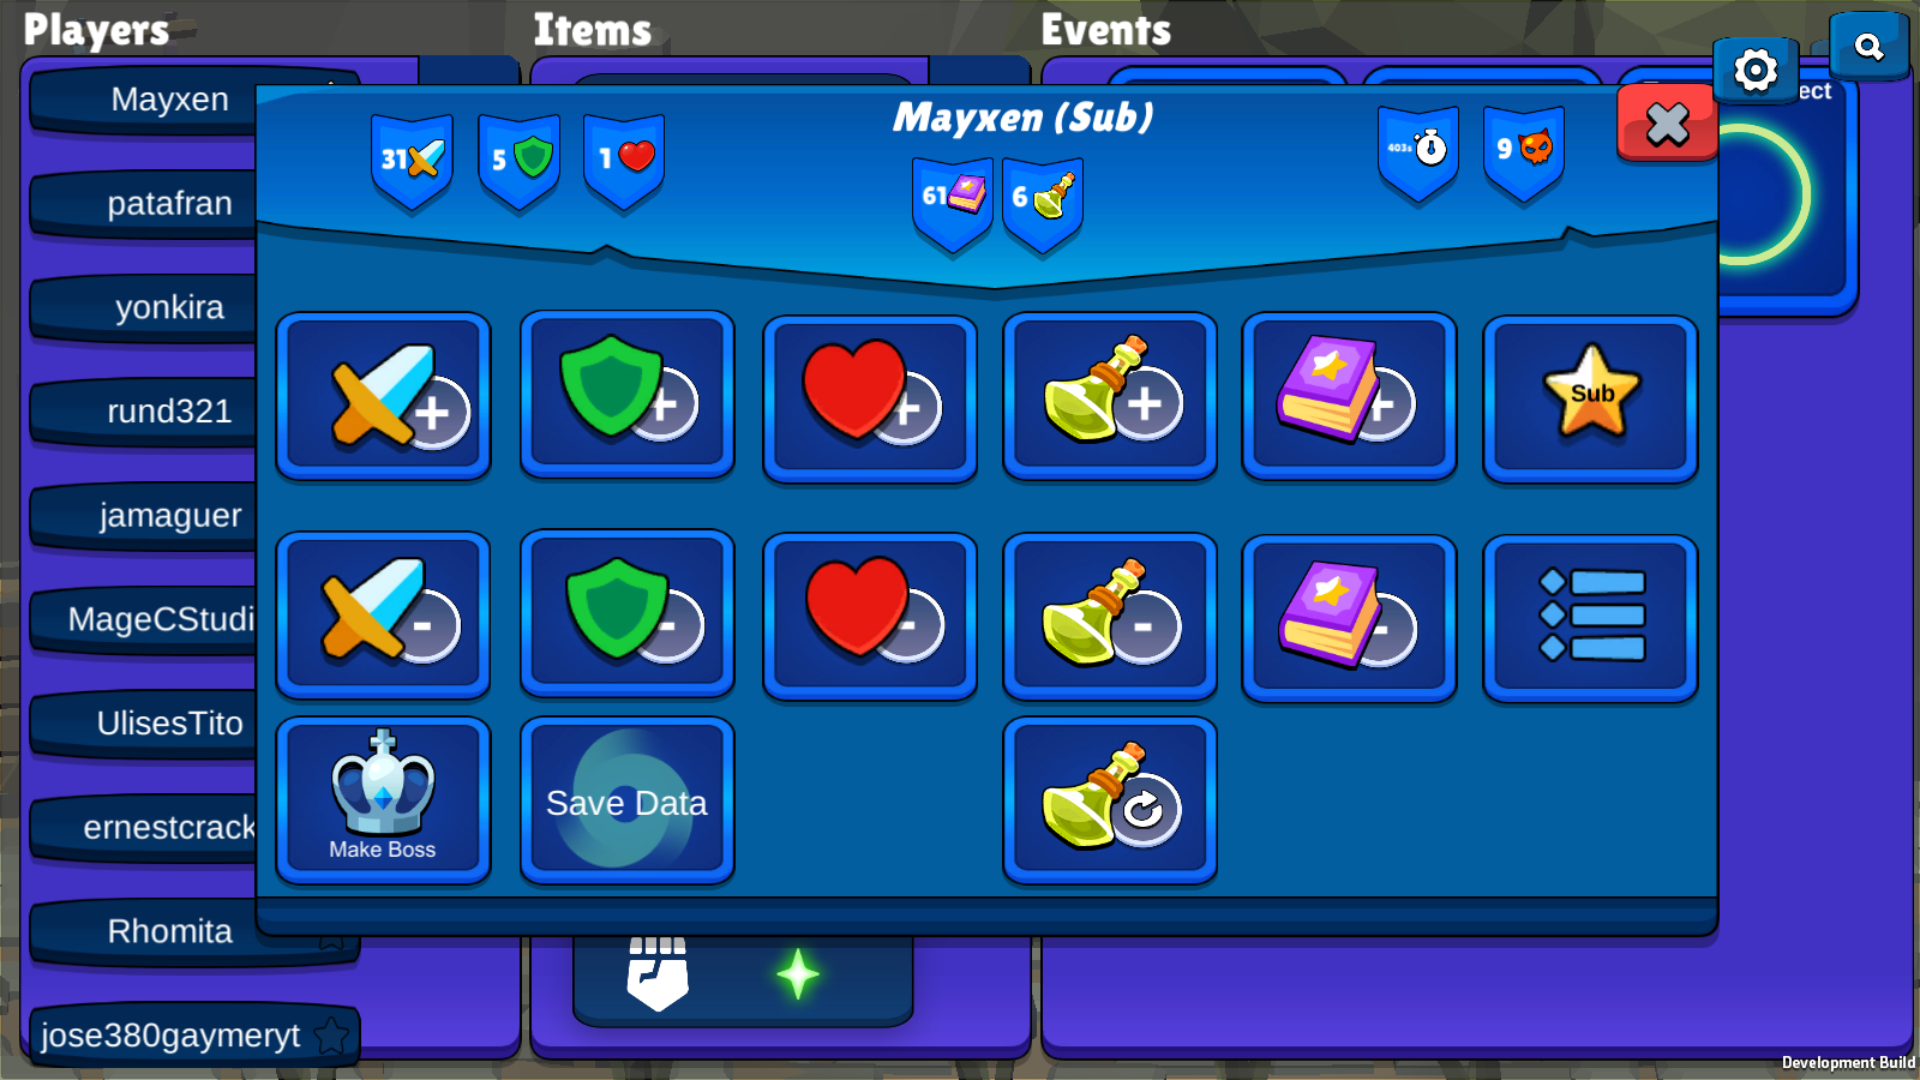 Players
Items
Events
Mayxen
patafran
yonkira
rund321
jamaguer
MageCStudi
UlisesTito
ernestcrack
Rhomita
jose380gaymeryt
Mayxen (Sub)
31
5
1
61
6
403s
9
ect
+
+
+
+
+
Sub
-
-
-
-
-
Make Boss
Save Data
Development Build